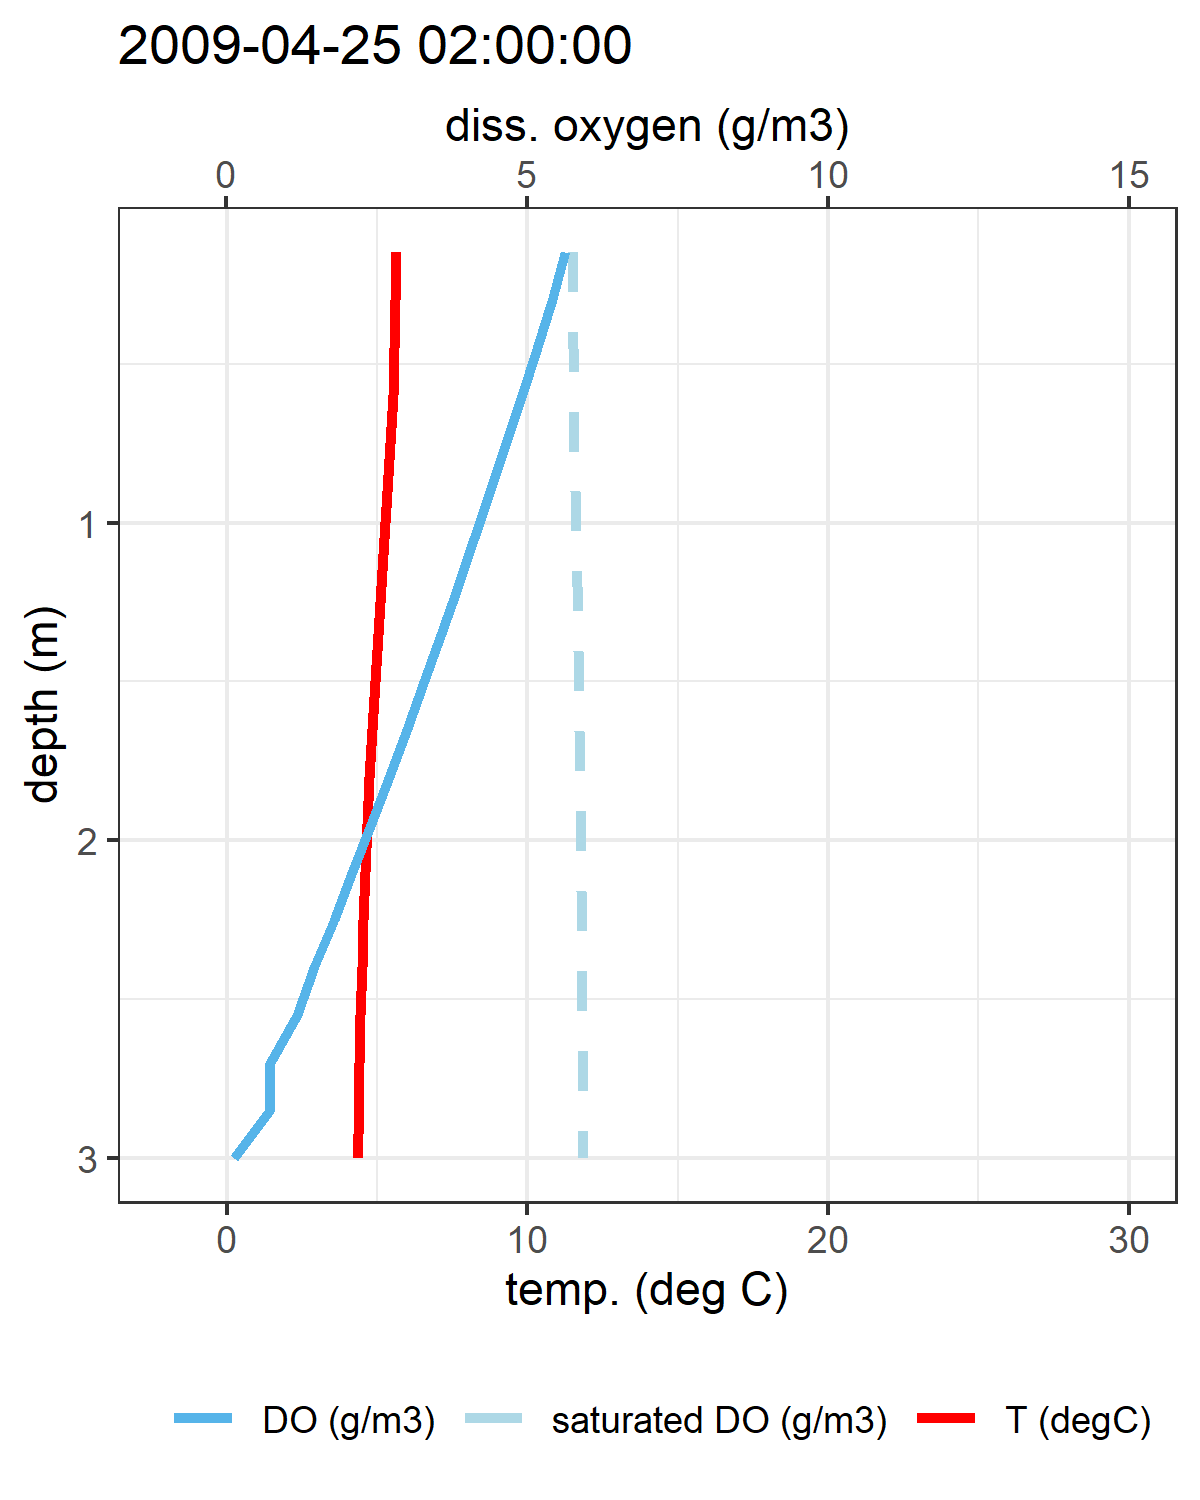 2009-04-25 02:00:00
diss. oxygen (g/m3)
0 5 10 15
depth (m)
1
2
3
0 10 20 30
temp. (deg C)
DO (g/m3) saturated DO (g/m3) T (degC)